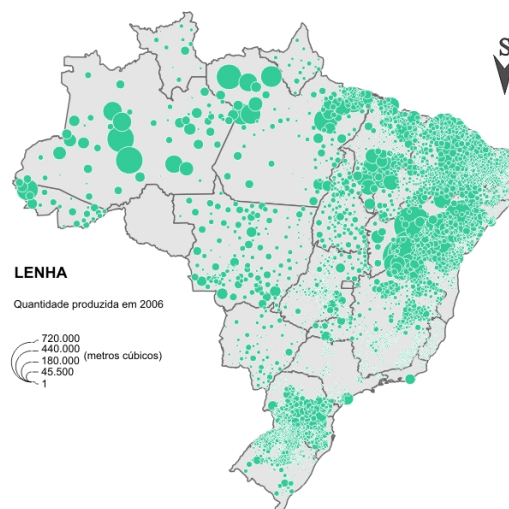 S
LENHA
Quantidade produzida em 2006
720.000
440.000
180.000 (metros cúbicos)
45.500
1